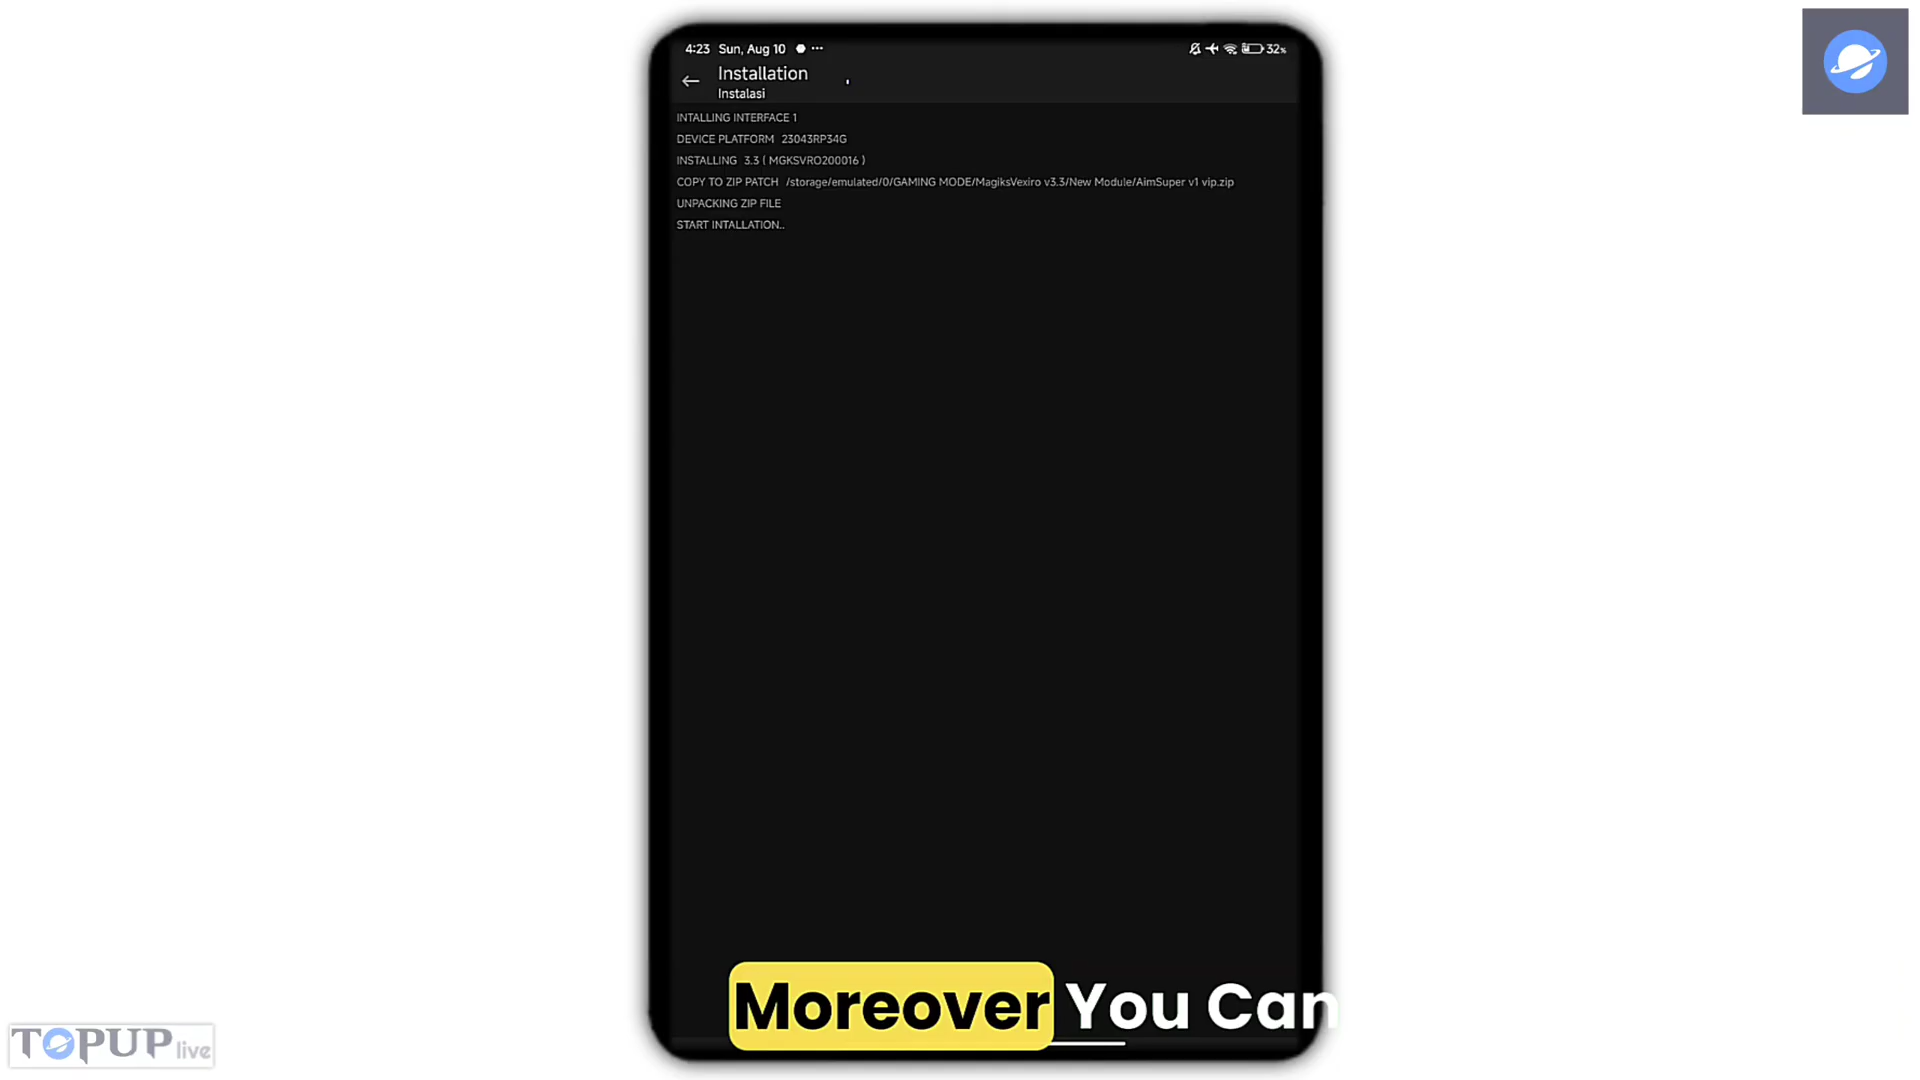 4:23 Sun, Aug 10 32%
Installation
Instalasi
INTALLING INTERFACE 1
DEVICE PLATFORM 23043RP34G
INSTALLING 3.3 ( MGKSVRO200016 )
COPY TO ZIP PATCH /storage/emulated/0/GAMING MODE/MagiksVexiro v3.3/New Module/AimSuper v1 vip.zip
UNPACKING ZIP FILE
START INTALLATION..
Moreover You Can
TOPUP live